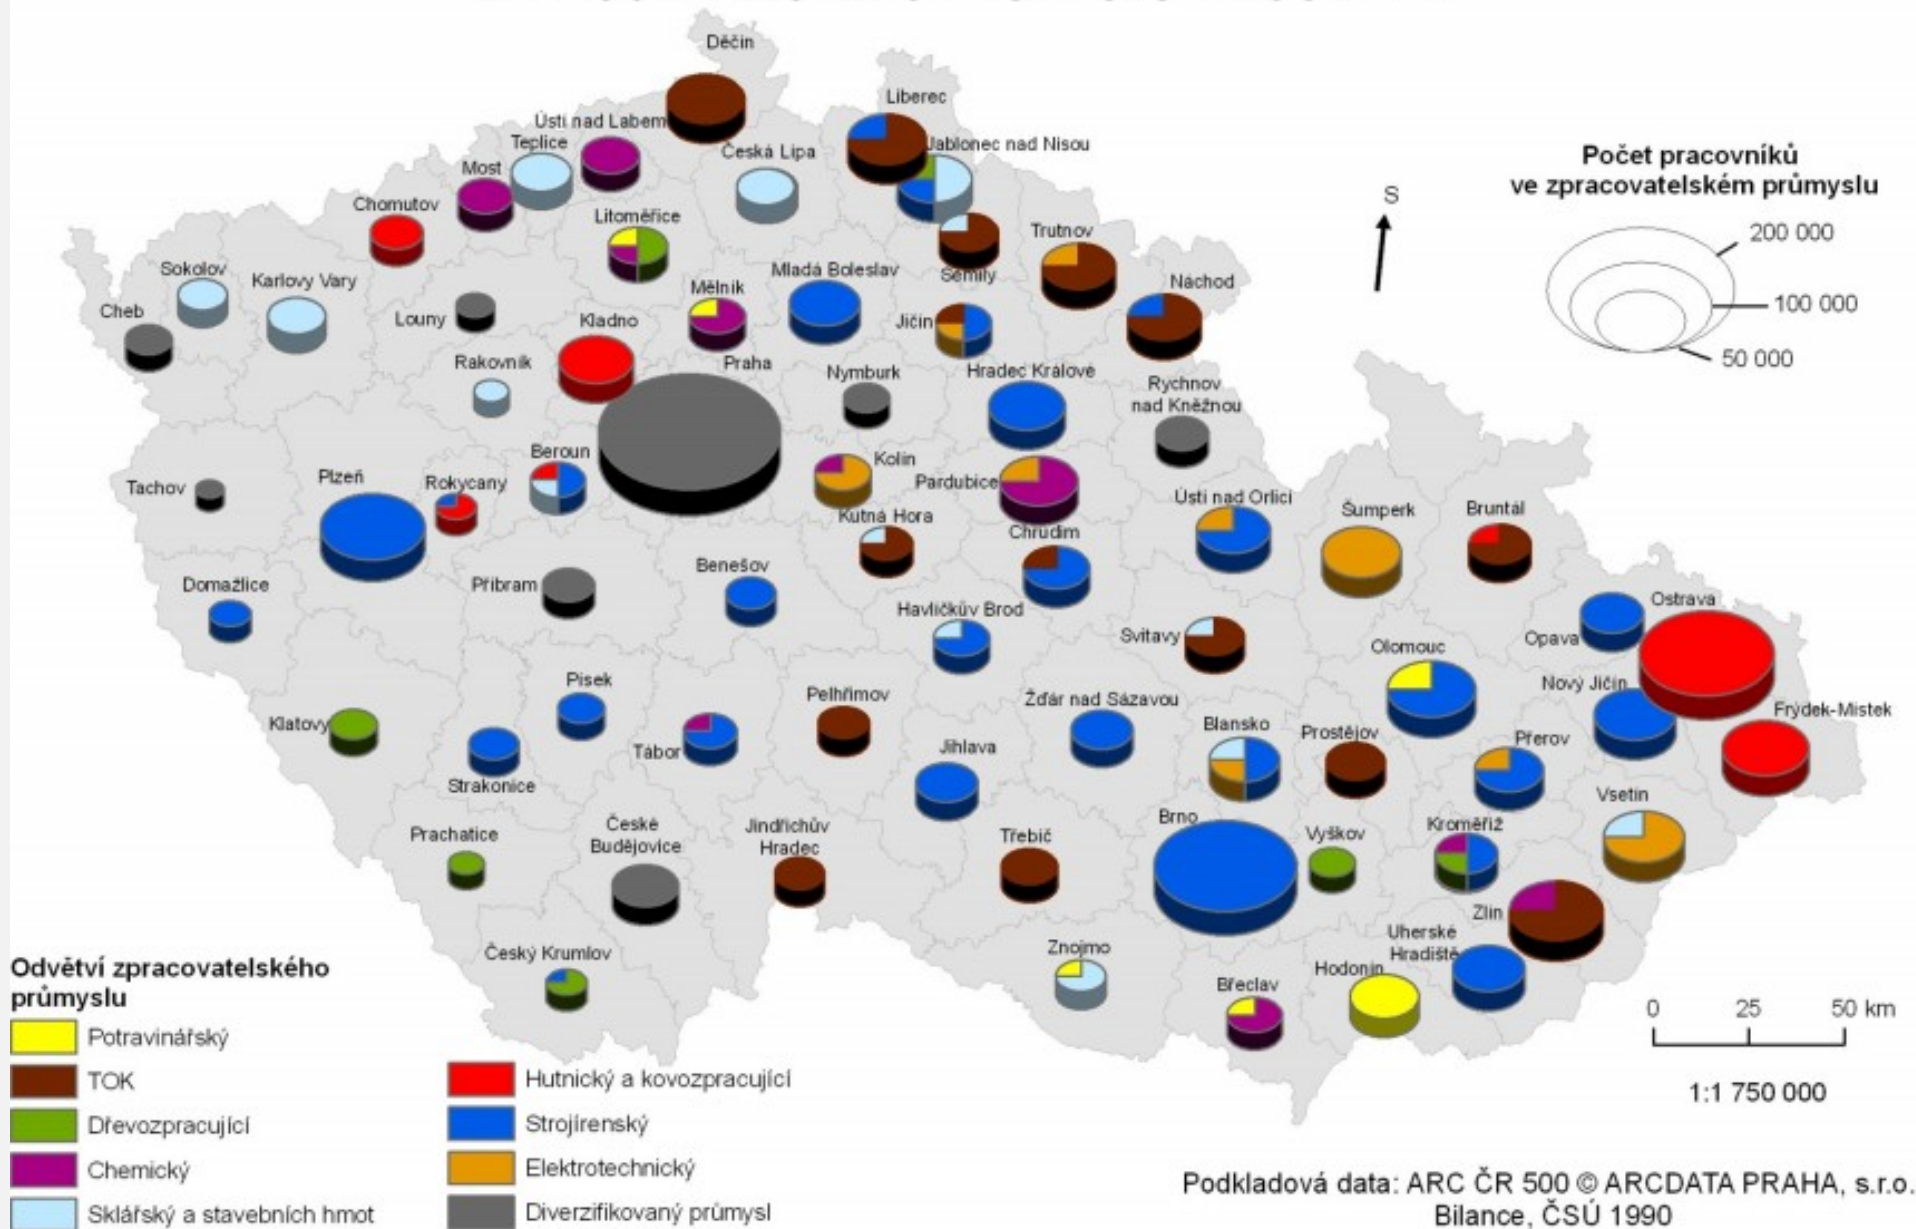 Děčín
Liberec
Ústí nad Labem
Teplice
Česká Lípa
Jablonec nad Nisou
Most
Chomutov
Litoměřice
Trutnov
Sokolov
Karlovy Vary
Mladá Boleslav
Semily
Náchod
Cheb
Louny
Mělník
Kladno
Jičín
Rakovník
Praha
Nymburk
Hradec Králové
Rychnov
nad Kněžnou
Beroun
Kolín
Tachov
Plzeň
Rokycany
Pardubice
Ústí nad Orlicí
Šumperk
Bruntál
Kutná Hora
Chrudim
Domažlice
Příbram
Benešov
Havlíčkův Brod
Svitavy
Ostrava
Opava
Olomouc
Písek
Pelhřimov
Žďár nad Sázavou
Nový Jičín
Frýdek-Místek
Klatovy
Tábor
Jihlava
Blansko
Prostějov
Přerov
Strakonice
Vsetín
Prachatice
České
Budějovice
Jindřichův
Hradec
Třebíč
Brno
Vyškov
Kroměříž
Zlín
Český Krumlov
Znojmo
Uherské
Hradiště
Hodonín
Břeclav
S
Počet pracovníků
ve zpracovatelském průmyslu
200 000
100 000
50 000
Odvětví zpracovatelského
průmyslu
Potravinářský
TOK
Dřevozpracující
Chemický
Sklářský a stavebních hmot
Hutnický a kovozpracující
Strojírenský
Elektrotechnický
Diverzifikovaný průmysl
0 25 50 km
1:1 750 000
Podkladová data: ARC ČR 500 © ARCDATA PRAHA, s.r.o.
Bilance, ČSÚ 1990